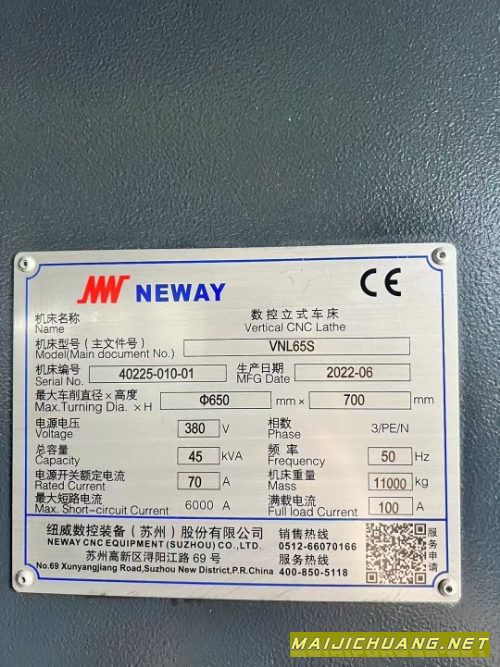 NEWAY CE
机床名称 数控立式车床
Name Vertical CNC Lathe
机床型号(主文件号) VNL65S
Model(Main document No.)
机床编号 40225-010-01 生产日期 2022-06
Serial No. MFG Date
最大车削直径×高度 Φ650 mm× 700 mm
Max.Turning Dia. ×H
电源电压 380 V 相数 3/PE/N
Voltage Phase
总容量 45 kVA 频率 50 Hz
Capacity Frequency
电源开关额定电流 70 A 机床重量 11000 kg
Rated Current Mass
最大短路电流 6000 A 满载电流 100 A
Max. Short-circuit Current Full load Current
纽威数控装备(苏州)股份有限公司 销售热线
NEWAY CNC EQUIPMENT (SUZHOU) CO.,LTD. 0512-66070166
苏州高新区浔阳江路 69 号 服务热线
No.69 Xunyangjiang Road,Suzhou New District,P.R.China 400-850-5118
服务申请
MAIJICHUANG.NET